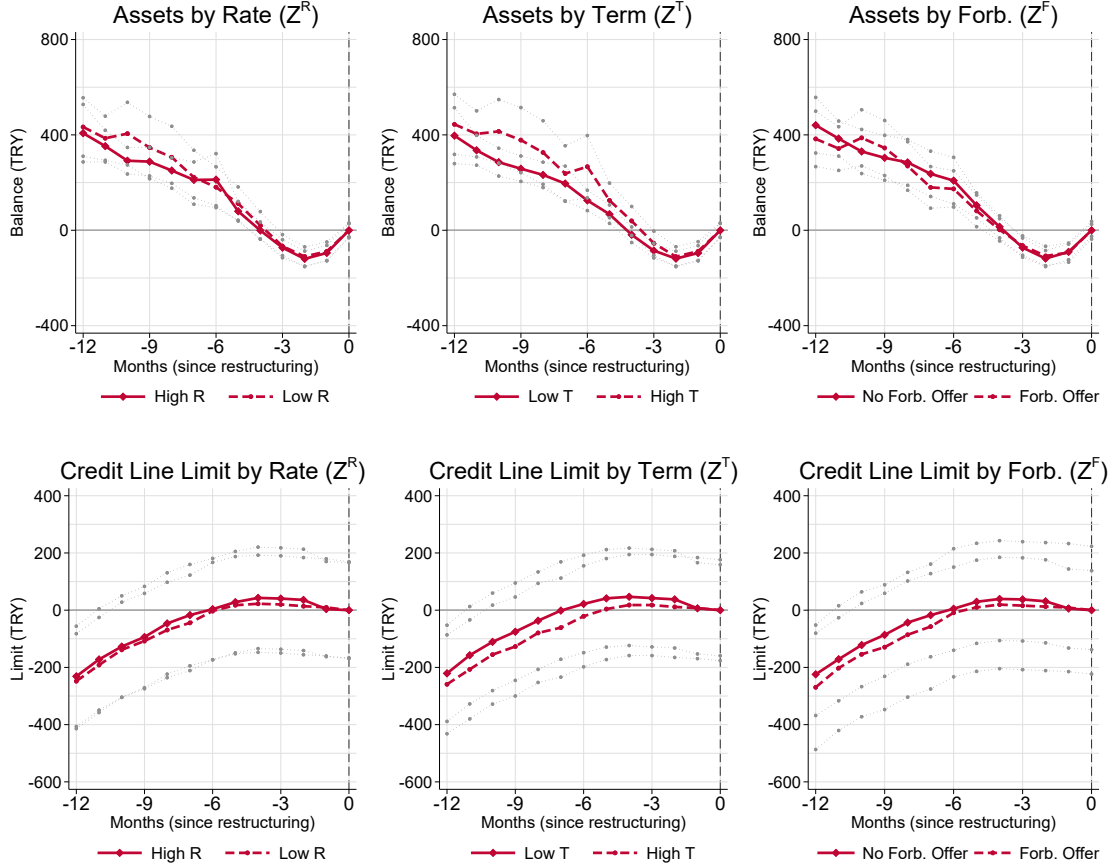 Assets by Rate (Z^R)
Balance (TRY)
800
400
0
-400
-12 -9 -6 -3 0
Months (since restructuring)
High R Low R
Assets by Term (Z^T)
Balance (TRY)
800
400
0
-400
-12 -9 -6 -3 0
Months (since restructuring)
Low T High T
Assets by Forb. (Z^F)
Balance (TRY)
800
400
0
-400
-12 -9 -6 -3 0
Months (since restructuring)
No Forb. Offer Forb. Offer
Credit Line Limit by Rate (Z^R)
Limit (TRY)
400
200
0
-200
-400
-600
-12 -9 -6 -3 0
Months (since restructuring)
High R Low R
Credit Line Limit by Term (Z^T)
Limit (TRY)
400
200
0
-200
-400
-600
-12 -9 -6 -3 0
Months (since restructuring)
Low T High T
Credit Line Limit by Forb. (Z^F)
Limit (TRY)
400
200
0
-200
-400
-600
-12 -9 -6 -3 0
Months (since restructuring)
No Forb. Offer Forb. Offer